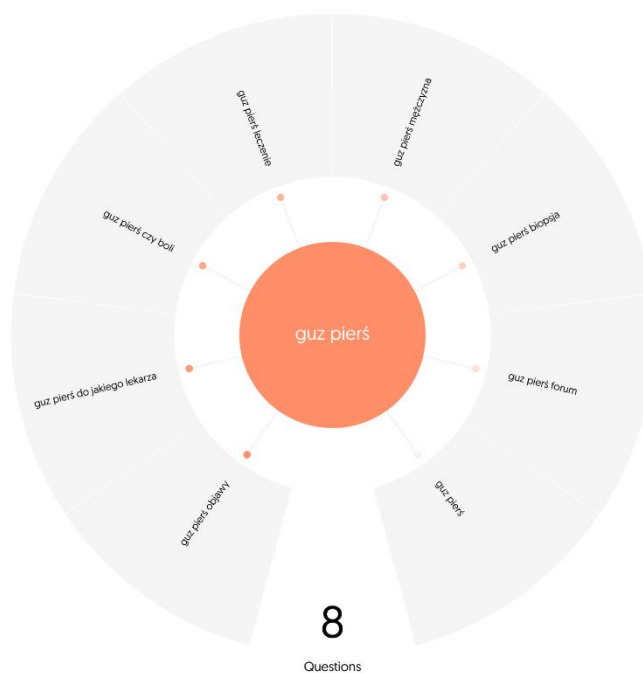 guz pierś leczenie
guz pierś mężczyzna
guz pierś czy boli
guz pierś biopsja
guz pierś
guz pierś do jakiego lekarza
guz pierś forum
guz pierś objawy
guz pierś
8
Questions